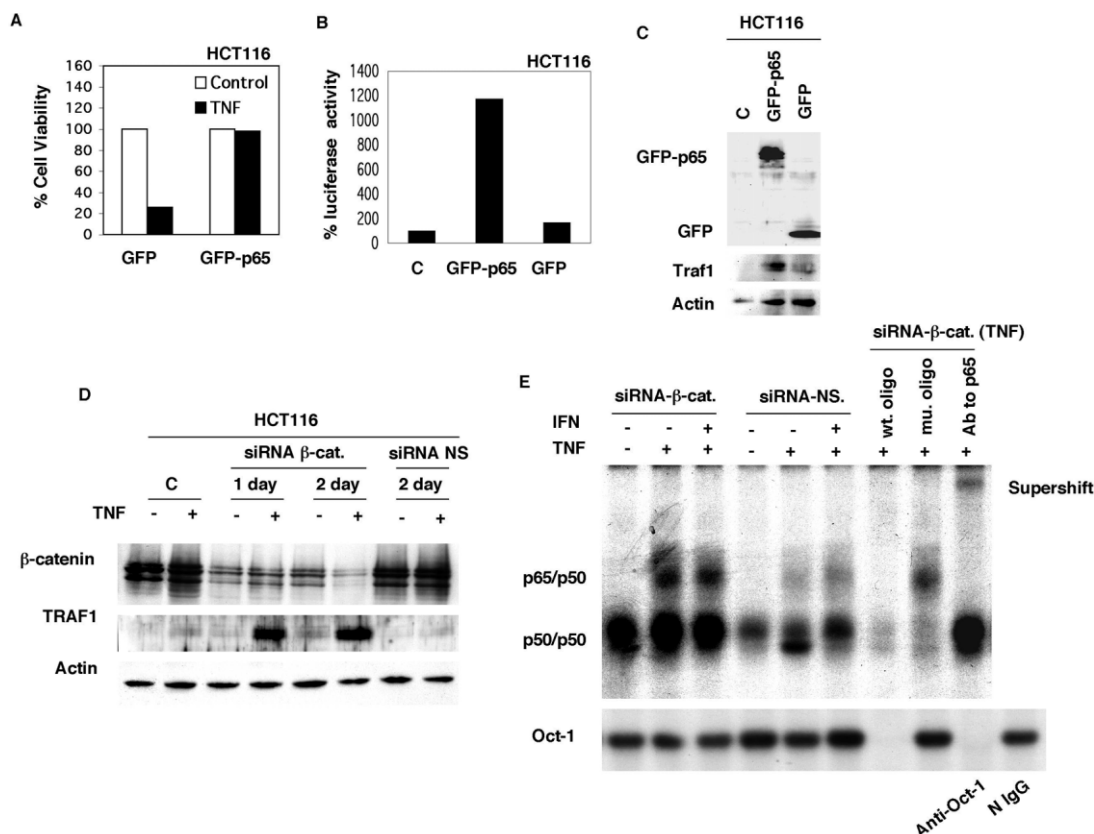 A
HCT116
% Cell Viability
160
140
120
100
80
60
40
20
0
Control
TNF
GFP GFP-p65
B
HCT116
% luciferase activity
1400
1200
1000
800
600
400
200
0
C GFP-p65 GFP
C
HCT116
C GFP-p65 GFP
GFP-p65
GFP
Traf1
Actin
D
HCT116
siRNA β-cat. siRNA NS
C 1 day 2 day 2 day
TNF - + - + - + - +
β-catenin
TRAF1
Actin
E
siRNA-β-cat. (TNF)
siRNA-β-cat. siRNA-NS. wt. oligo mu. oligo Ab to p65
IFN - - + - - +
TNF - + + - + + + + +
Supershift
p65/p50
p50/p50
Oct-1
Anti-Oct-1 N IgG